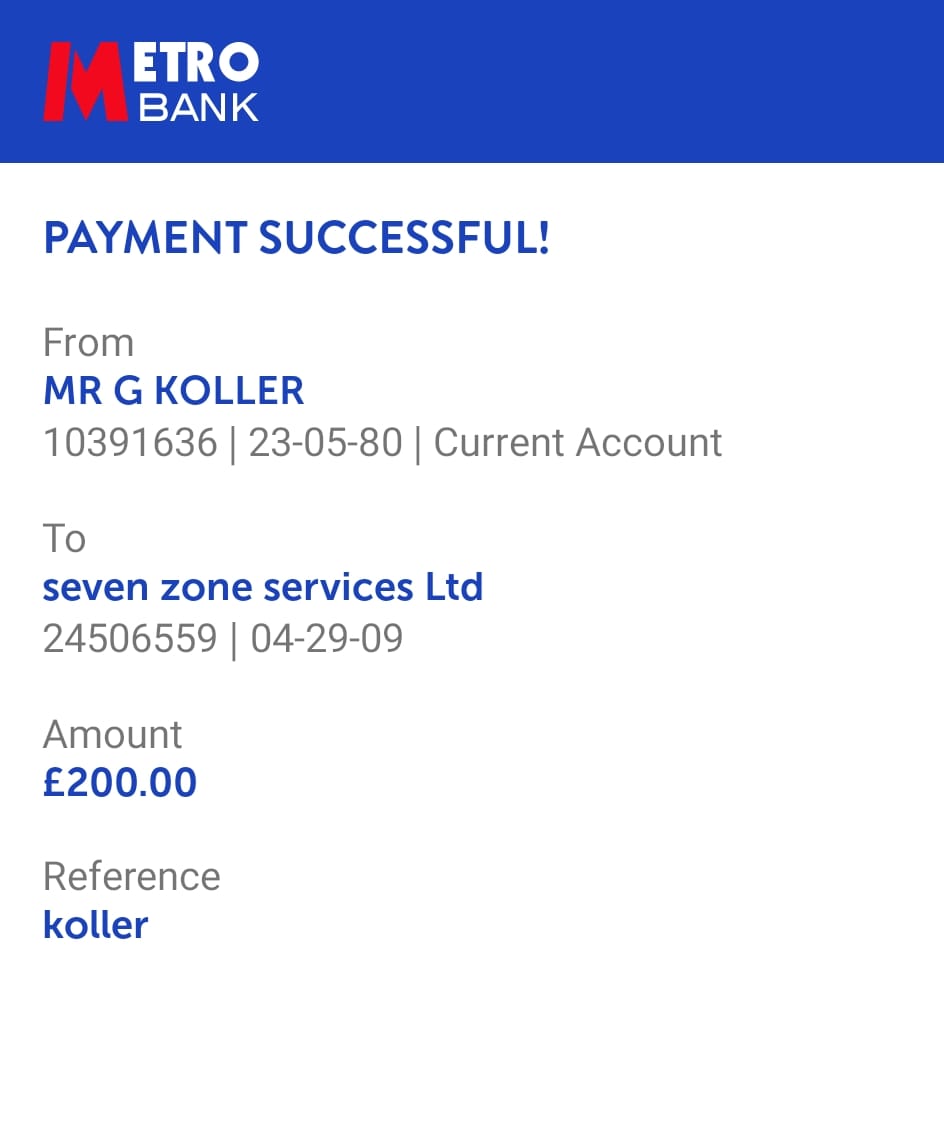 METRO
BANK
PAYMENT SUCCESSFUL!
From
MR G KOLLER
10391636 | 23-05-80 | Current Account
To
seven zone services Ltd
24506559 | 04-29-09
Amount
£200.00
Reference
koller